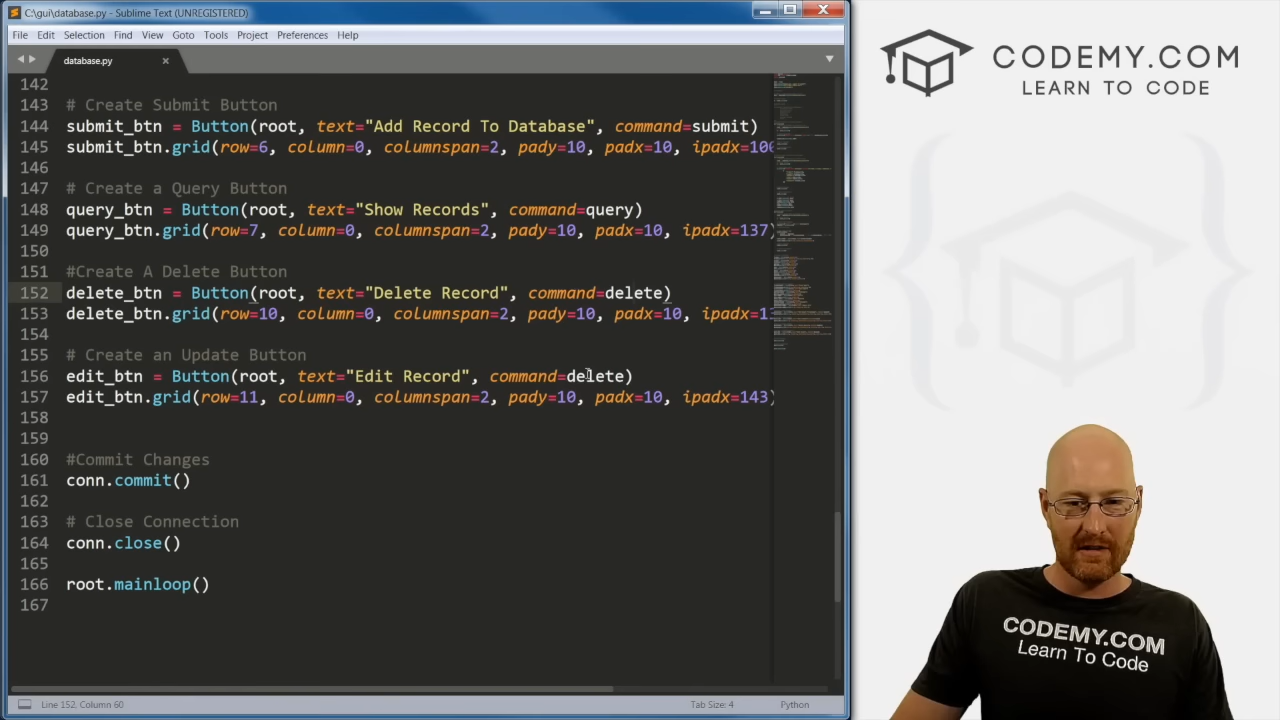 C:\gui\database.py - Sublime Text (UNREGISTERED)
File Edit Selection Find View Goto Tools Project Preferences Help
database.py
142
143 # Create Submit Button
144 it_btn = Button(root, text="Add Record To Database", command=submit)
145 it_btn.grid(row=6, column=0, columnspan=2, pady=10, padx=10, ipadx=100
146
147 # Create a Query Button
148 ery_btn = Button(root, text="Show Records", command=query)
149 query_btn.grid(row=7, column=0, columnspan=2, pady=10, padx=10, ipadx=137
150
151 #Create A Delete Button
152 te_btn = Button(root, text="Delete Record", command=delete)
153 te_btn.grid(row=10, column=0, columnspan=2, pady=10, padx=10, ipadx=1
154
155 # Create an Update Button
156 edit_btn = Button(root, text="Edit Record", command=delete)
157 edit_btn.grid(row=11, column=0, columnspan=2, pady=10, padx=10, ipadx=143)
158
159
160 #Commit Changes
161 conn.commit()
162
163 # Close Connection
164 conn.close()
165
166 root.mainloop()
167
Line 152, Column 60 Tab Size: 4 Python
CODEMY.COM
LEARN TO CODE
CODEMY.COM
Learn To Code